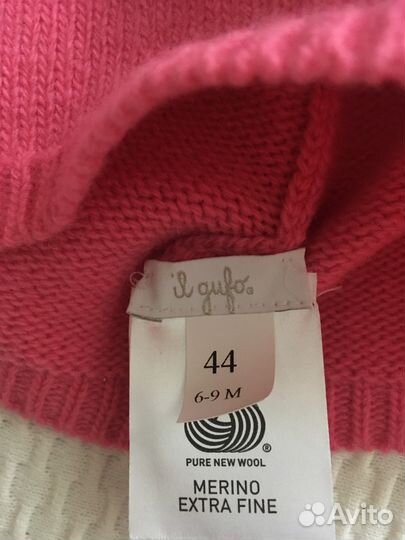 il gufo®
44
6-9 M
®
PURE NEW WOOL
MERINO
EXTRA FINE
Avito